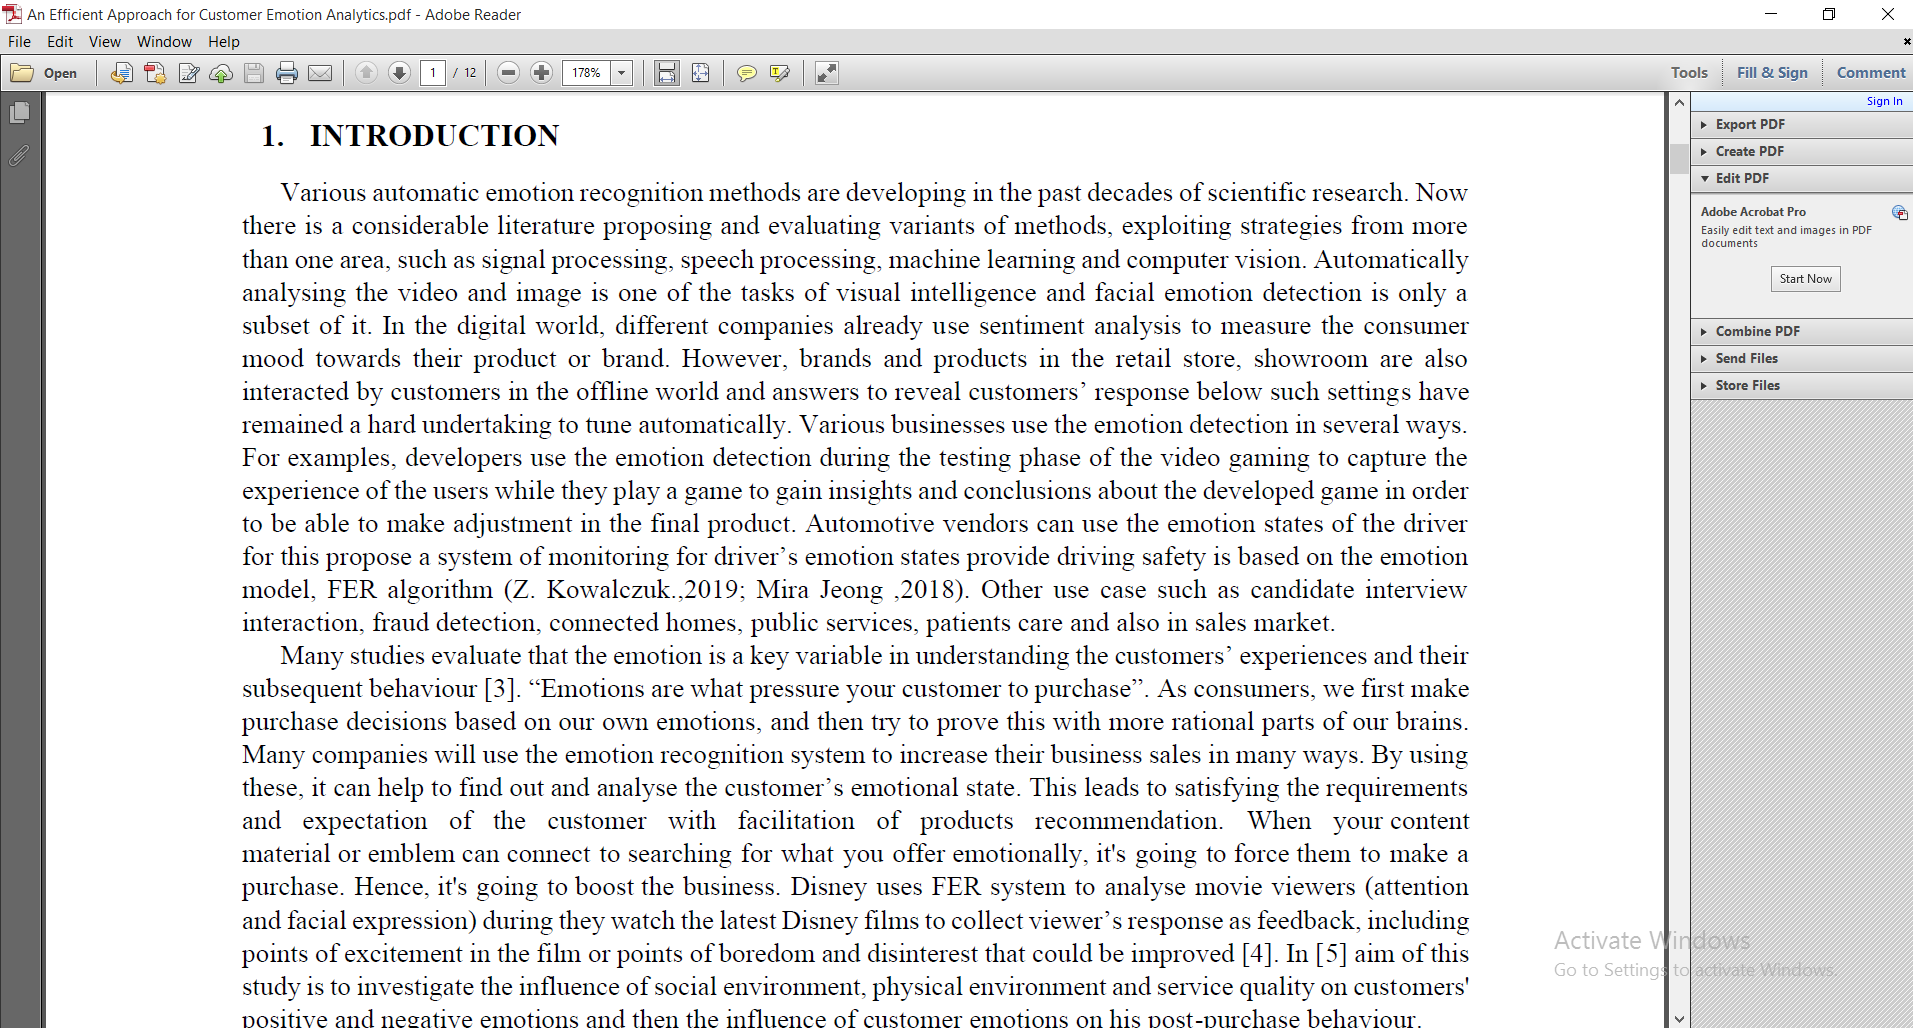 An Efficient Approach for Customer Emotion Analytics.pdf - Adobe Reader
File Edit View Window Help
Open 1 / 12 178% Tools Fill & Sign Comment
Sign In
Export PDF
Create PDF
Edit PDF
Adobe Acrobat Pro
Easily edit text and images in PDF
documents
Start Now
Combine PDF
Send Files
Store Files
1. INTRODUCTION
Various automatic emotion recognition methods are developing in the past decades of scientific research. Now
there is a considerable literature proposing and evaluating variants of methods, exploiting strategies from more
than one area, such as signal processing, speech processing, machine learning and computer vision. Automatically
analysing the video and image is one of the tasks of visual intelligence and facial emotion detection is only a
subset of it. In the digital world, different companies already use sentiment analysis to measure the consumer
mood towards their product or brand. However, brands and products in the retail store, showroom are also
interacted by customers in the offline world and answers to reveal customers’ response below such settings have
remained a hard undertaking to tune automatically. Various businesses use the emotion detection in several ways.
For examples, developers use the emotion detection during the testing phase of the video gaming to capture the
experience of the users while they play a game to gain insights and conclusions about the developed game in order
to be able to make adjustment in the final product. Automotive vendors can use the emotion states of the driver
for this propose a system of monitoring for driver’s emotion states provide driving safety is based on the emotion
model, FER algorithm (Z. Kowalczuk.,2019; Mira Jeong ,2018). Other use case such as candidate interview
interaction, fraud detection, connected homes, public services, patients care and also in sales market.
Many studies evaluate that the emotion is a key variable in understanding the customers’ experiences and their
subsequent behaviour [3]. “Emotions are what pressure your customer to purchase”. As consumers, we first make
purchase decisions based on our own emotions, and then try to prove this with more rational parts of our brains.
Many companies will use the emotion recognition system to increase their business sales in many ways. By using
these, it can help to find out and analyse the customer’s emotional state. This leads to satisfying the requirements
and expectation of the customer with facilitation of products recommendation. When your content
material or emblem can connect to searching for what you offer emotionally, it's going to force them to make a
purchase. Hence, it's going to boost the business. Disney uses FER system to analyse movie viewers (attention
and facial expression) during they watch the latest Disney films to collect viewer’s response as feedback, including
points of excitement in the film or points of boredom and disinterest that could be improved [4]. In [5] aim of this
study is to investigate the influence of social environment, physical environment and service quality on customers'
positive and negative emotions and then the influence of customer emotions on his post-purchase behaviour.
Activate Windows
Go to Settings to activate Windows.